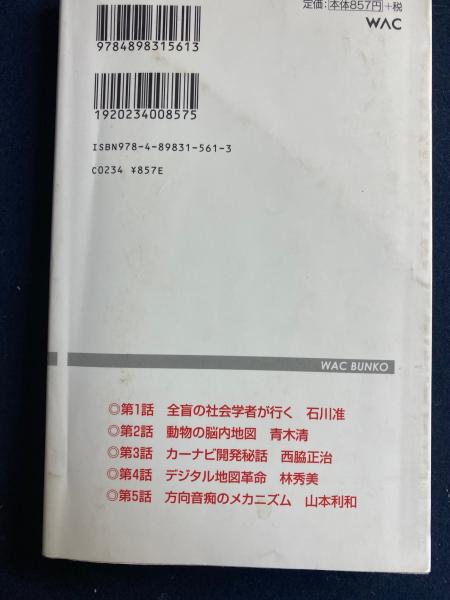 定価:本体857円+税
WAC
9784898315613
1920234008575
ISBN978-4-89831-561-3
C0234 ¥857E
WAC BUNKO
◎第1話 全盲の社会学者が行く 石川准
◎第2話 動物の脳内地図 青木清
◎第3話 カーナビ開発秘話 西脇正治
◎第4話 デジタル地図革命 林秀美
◎第5話 方向音痴のメカニズム 山本利和